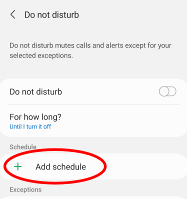 Do not disturb
Do not disturb mutes calls and alerts except for your
selected exceptions.
Do not disturb
For how long?
Until I turn it off
Schedule
+ Add schedule
Exceptions